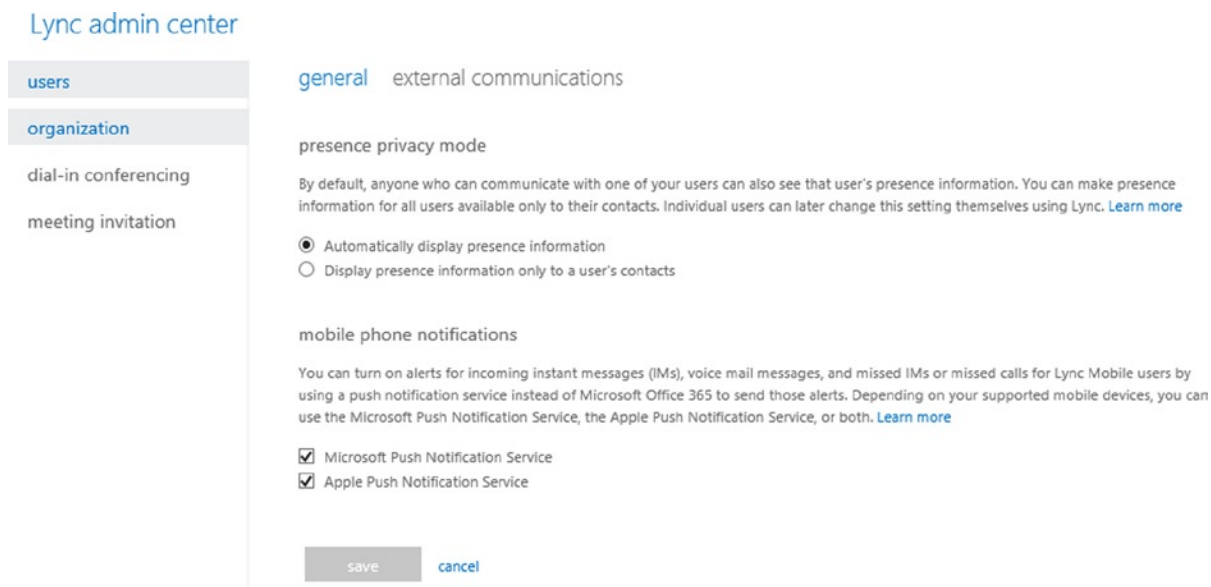 Lync admin center
users
organization
dial-in conferencing
meeting invitation
general external communications
presence privacy mode
By default, anyone who can communicate with one of your users can also see that user's presence information. You can make presence
information for all users available only to their contacts. Individual users can later change this setting themselves using Lync. Learn more
Automatically display presence information
Display presence information only to a user's contacts
mobile phone notifications
You can turn on alerts for incoming instant messages (IMs), voice mail messages, and missed IMs or missed calls for Lync Mobile users by
using a push notification service instead of Microsoft Office 365 to send those alerts. Depending on your supported mobile devices, you can
use the Microsoft Push Notification Service, the Apple Push Notification Service, or both. Learn more
Microsoft Push Notification Service
Apple Push Notification Service
save cancel